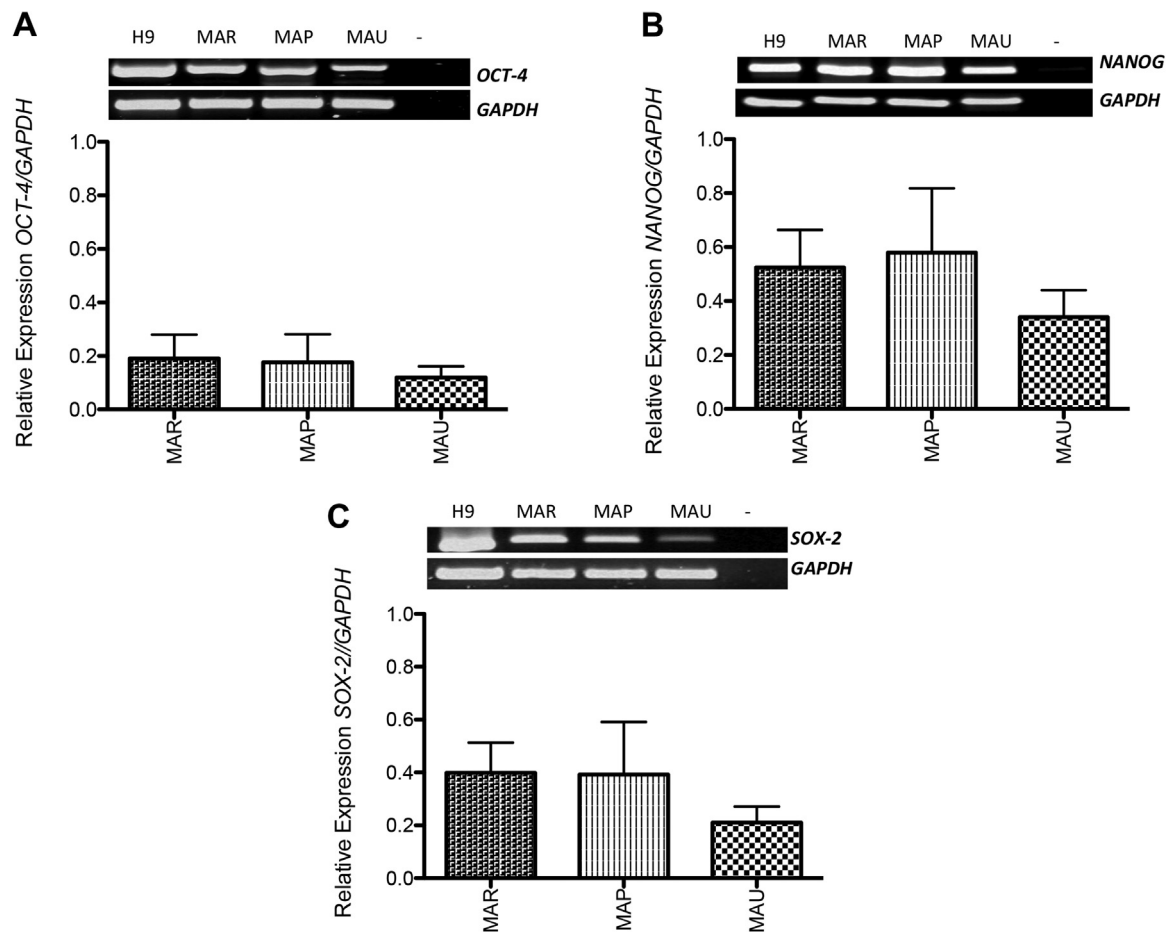 A
H9 MAR MAP MAU -
OCT-4
GAPDH
Relative Expression OCT-4/GAPDH
1.0
0.8
0.6
0.4
0.2
0.0
MAR
MAP
MAU
B
H9 MAR MAP MAU -
NANOG
GAPDH
Relative Expression NANOG/GAPDH
1.0
0.8
0.6
0.4
0.2
0.0
MAR
MAP
MAU
C
H9 MAR MAP MAU -
SOX-2
GAPDH
Relative Expression SOX-2//GAPDH
1.0
0.8
0.6
0.4
0.2
0.0
MAR
MAP
MAU